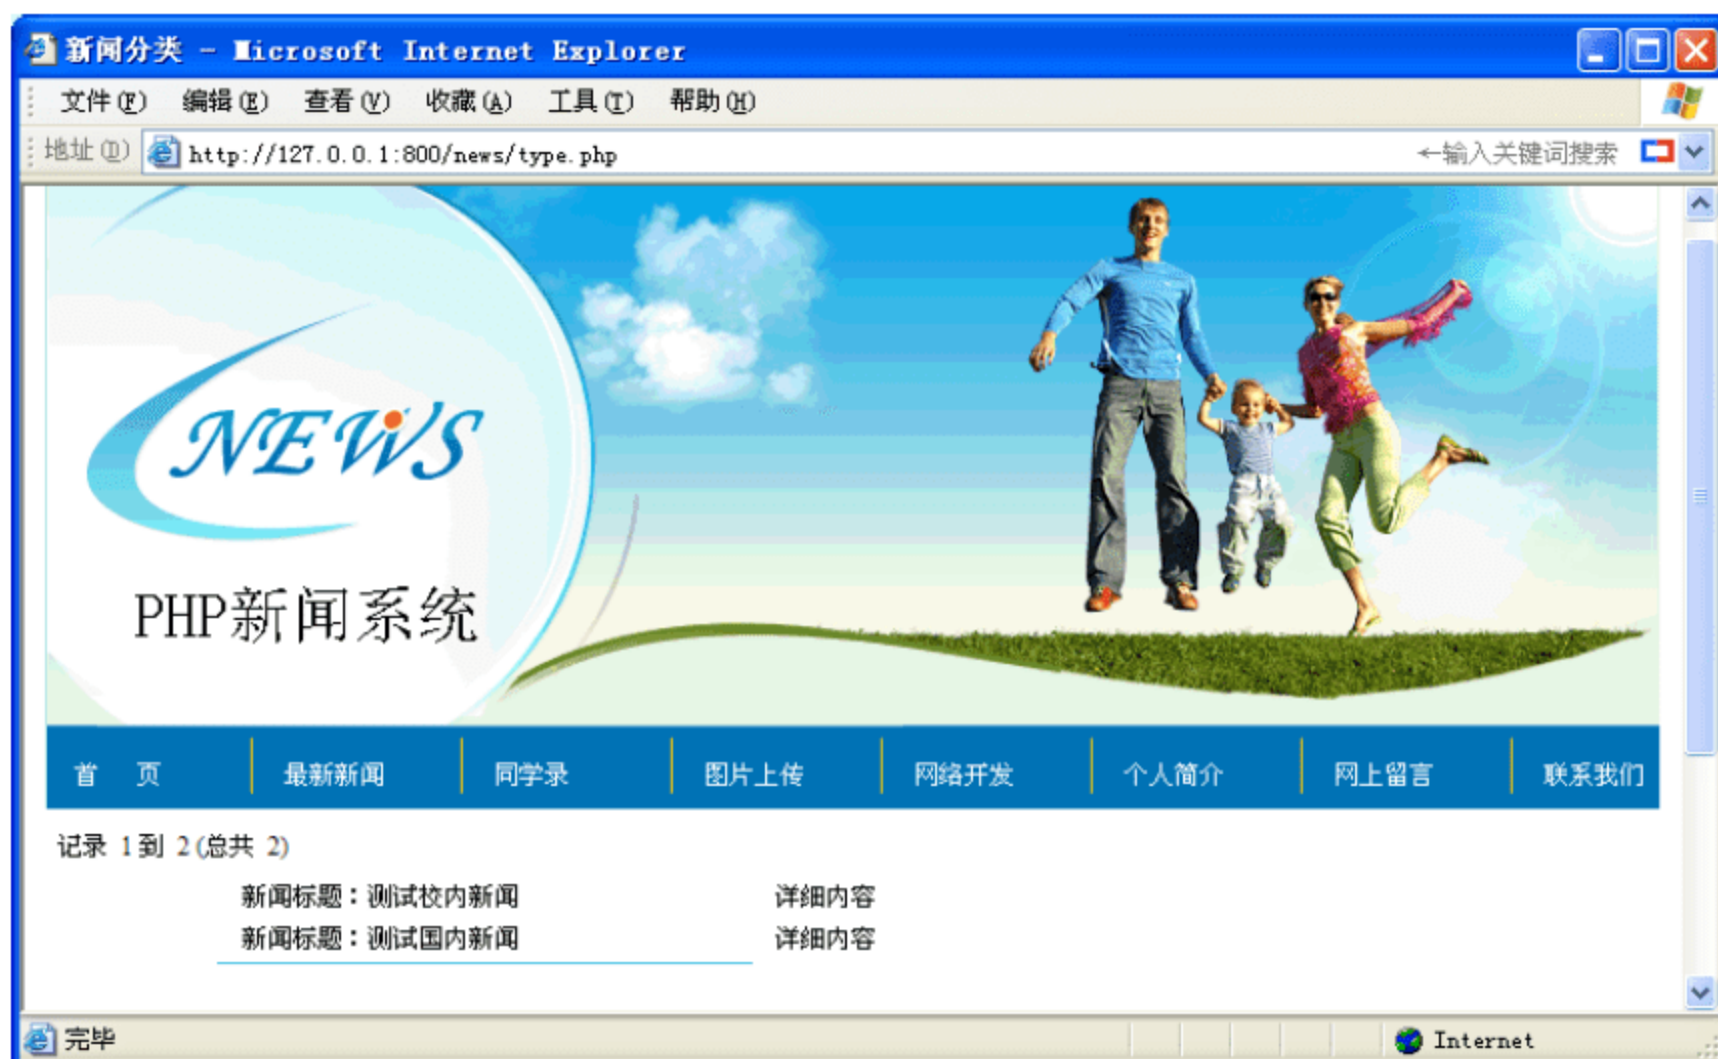 新闻分类 - Microsoft Internet Explorer
文件(F) 编辑(E) 查看(V) 收藏(A) 工具(T) 帮助(H)
地址(D) http://127.0.0.1:800/news/type.php ←输入关键词搜索
NEWS
PHP新闻系统
首 页 最新新闻 同学录 图片上传 网络开发 个人简介 网上留言 联系我们
记录 1 到 2 (总共 2)
新闻标题：测试校内新闻 详细内容
新闻标题：测试国内新闻 详细内容
完毕 Internet